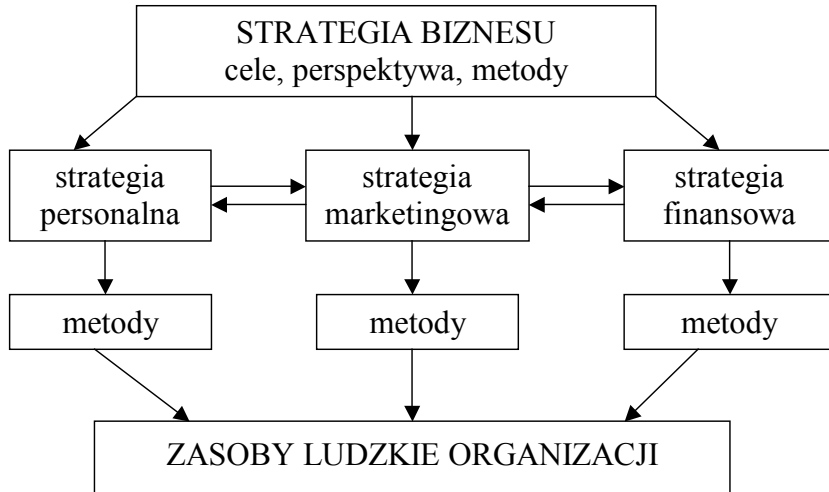 STRATEGIA BIZNESU
cele, perspektywa, metody
strategia
personalna
strategia
marketingowa
strategia
finansowa
metody
metody
metody
ZASOBY LUDZKIE ORGANIZACJI